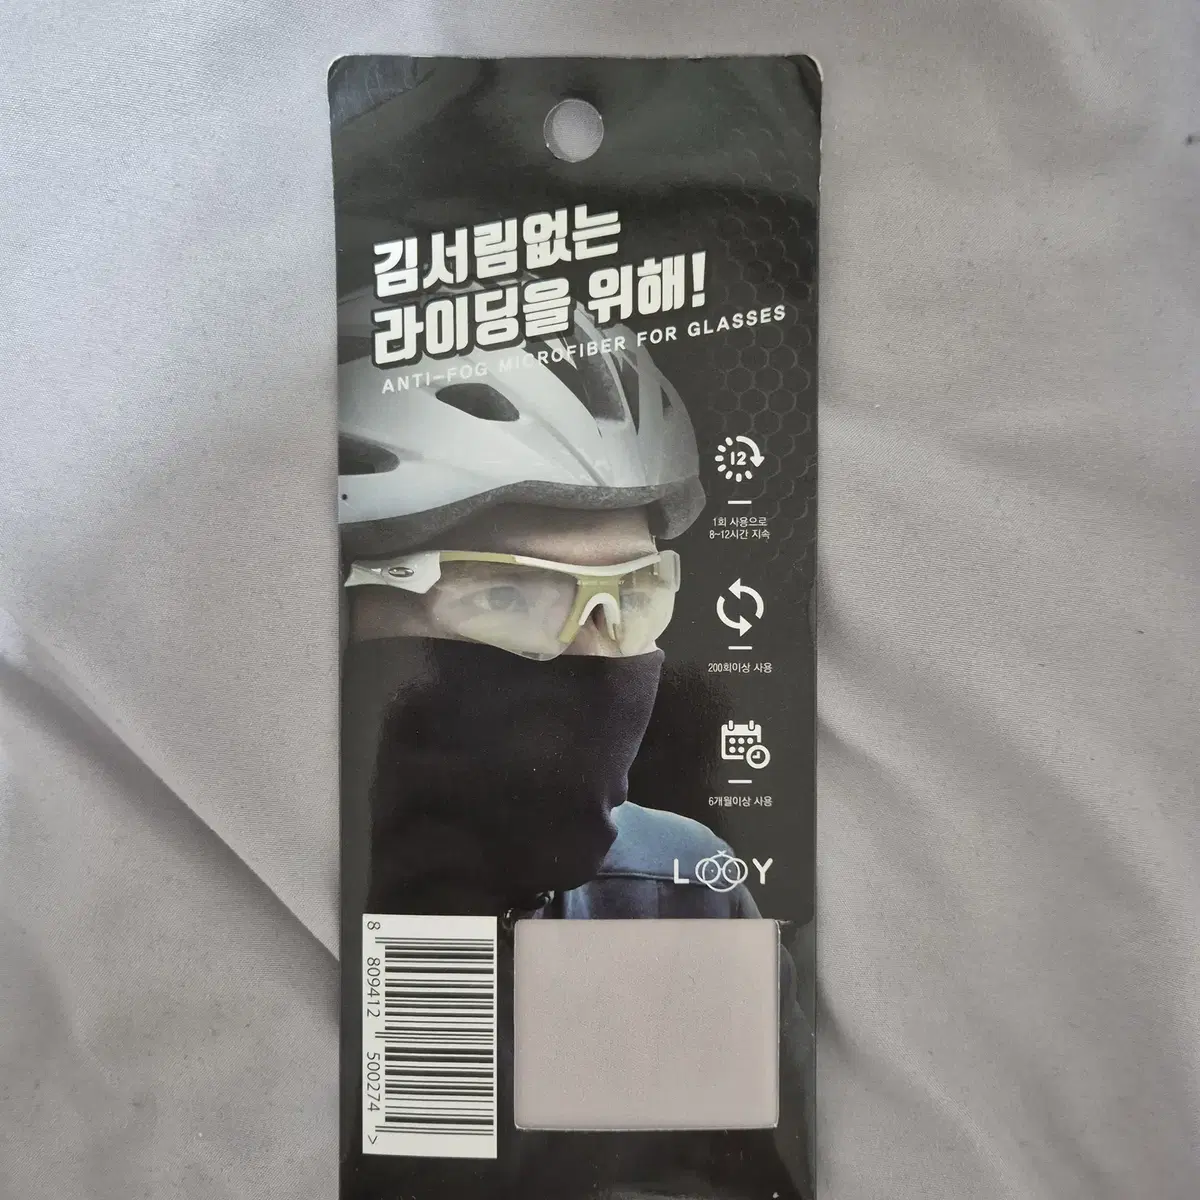 김서림없는
라이딩을 위해!
ANTI-FOG MICROFIBER FOR GLASSES
12
1회 사용으로
8~12시간 지속
200회이상 사용
6개월이상 사용
LOOY
8 809412 500274 >